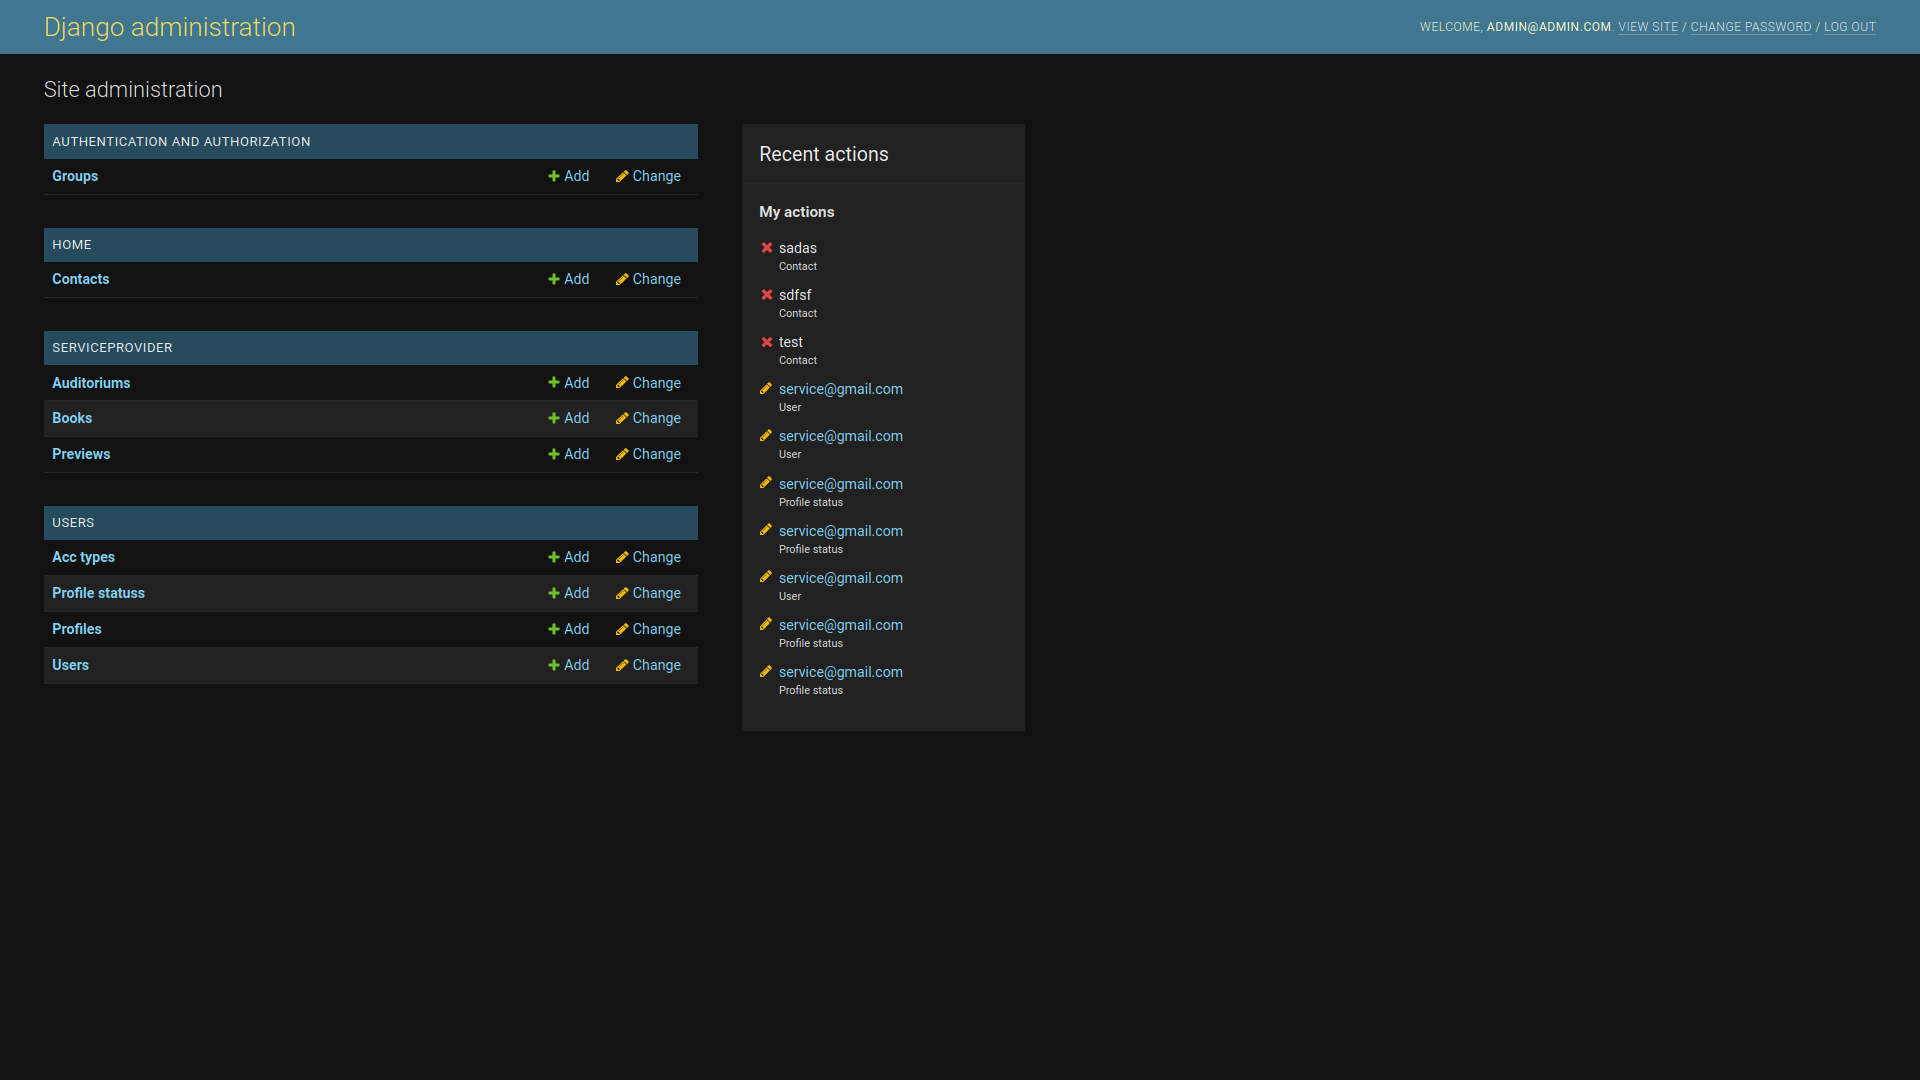 Django administration
WELCOME, ADMIN@ADMIN.COM. VIEW SITE / CHANGE PASSWORD / LOG OUT
Site administration
AUTHENTICATION AND AUTHORIZATION
Groups Add Change
HOME
Contacts Add Change
SERVICEPROVIDER
Auditoriums Add Change
Books Add Change
Previews Add Change
USERS
Acc types Add Change
Profile statuss Add Change
Profiles Add Change
Users Add Change
Recent actions
My actions
sadas
Contact
sdfsf
Contact
test
Contact
service@gmail.com
User
service@gmail.com
User
service@gmail.com
Profile status
service@gmail.com
Profile status
service@gmail.com
User
service@gmail.com
Profile status
service@gmail.com
Profile status